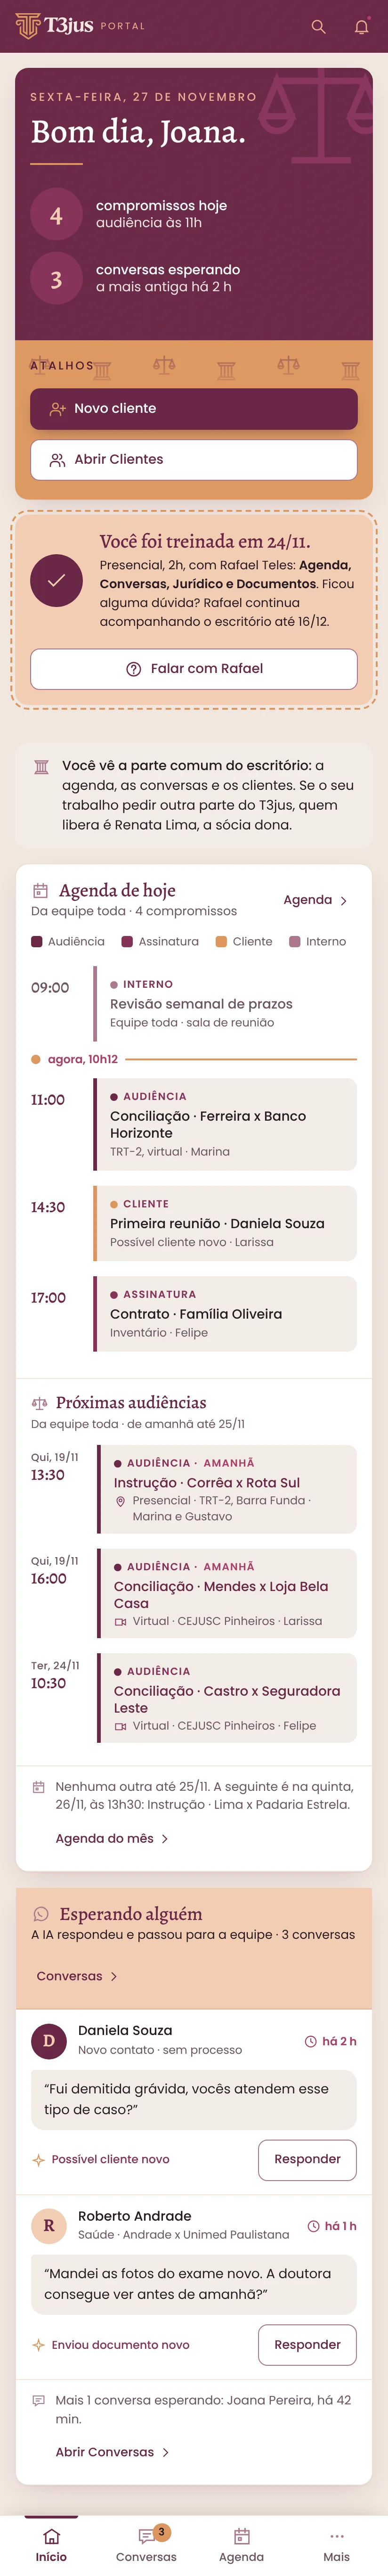 T3jus PORTAL
SEXTA-FEIRA, 27 DE NOVEMBRO
Bom dia, Joana.
4
compromissos hoje
audiência às 11h
3
conversas esperando
a mais antiga há 2 h
ATALHOS
Novo cliente
Abrir Clientes
Você foi treinada em 24/11.
Presencial, 2h, com Rafael Teles: Agenda,
Conversas, Jurídico e Documentos. Ficou
alguma dúvida? Rafael continua
acompanhando o escritório até 16/12.
Falar com Rafael
Você vê a parte comum do escritório: a
agenda, as conversas e os clientes. Se o seu
trabalho pedir outra parte do T3jus, quem
libera é Renata Lima, a sócia dona.
Agenda de hoje
Da equipe toda · 4 compromissos
Agenda
Audiência Assinatura Cliente Interno
09:00
INTERNO
Revisão semanal de prazos
Equipe toda · sala de reunião
agora, 10h12
11:00
AUDIÊNCIA
Conciliação · Ferreira x Banco
Horizonte
TRT-2, virtual · Marina
14:30
CLIENTE
Primeira reunião · Daniela Souza
Possível cliente novo · Larissa
17:00
ASSINATURA
Contrato · Família Oliveira
Inventário · Felipe
Próximas audiências
Da equipe toda · de amanhã até 25/11
Qui, 19/11
13:30
AUDIÊNCIA · AMANHÃ
Instrução · Corrêa x Rota Sul
Presencial · TRT-2, Barra Funda ·
Marina e Gustavo
Qui, 19/11
16:00
AUDIÊNCIA · AMANHÃ
Conciliação · Mendes x Loja Bela
Casa
Virtual · CEJUSC Pinheiros · Larissa
Ter, 24/11
10:30
AUDIÊNCIA
Conciliação · Castro x Seguradora
Leste
Virtual · CEJUSC Pinheiros · Felipe
Nenhuma outra até 25/11. A seguinte é na quinta,
26/11, às 13h30: Instrução · Lima x Padaria Estrela.
Agenda do mês
Esperando alguém
A IA respondeu e passou para a equipe · 3 conversas
Conversas
D
Daniela Souza
Novo contato · sem processo
há 2 h
“Fui demitida grávida, vocês atendem esse
tipo de caso?”
Possível cliente novo
Responder
R
Roberto Andrade
Saúde · Andrade x Unimed Paulistana
há 1 h
“Mandei as fotos do exame novo. A doutora
consegue ver antes de amanhã?”
Enviou documento novo
Responder
Mais 1 conversa esperando: Joana Pereira, há 42
min.
Abrir Conversas
3
Início Conversas Agenda Mais